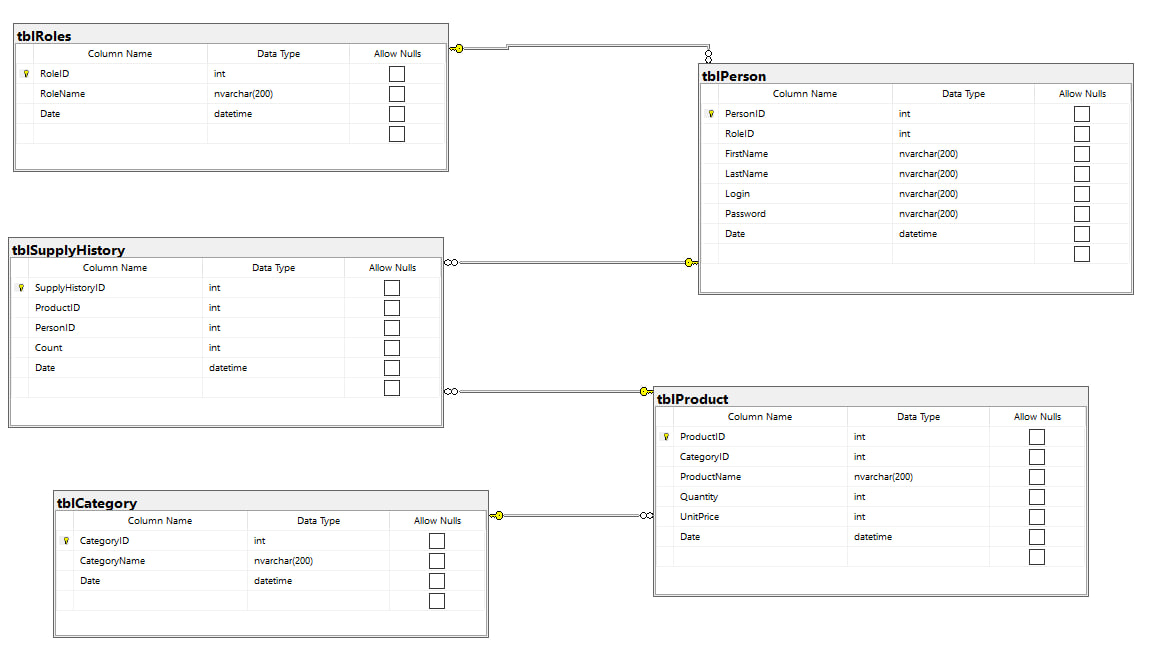 tblRoles
Column Name Data Type Allow Nulls
RoleID int
RoleName nvarchar(200)
Date datetime
tblPerson
Column Name Data Type Allow Nulls
PersonID int
RoleID int
FirstName nvarchar(200)
LastName nvarchar(200)
Login nvarchar(200)
Password nvarchar(200)
Date datetime
tblSupplyHistory
Column Name Data Type Allow Nulls
SupplyHistoryID int
ProductID int
PersonID int
Count int
Date datetime
tblProduct
Column Name Data Type Allow Nulls
ProductID int
CategoryID int
ProductName nvarchar(200)
Quantity int
UnitPrice int
Date datetime
tblCategory
Column Name Data Type Allow Nulls
CategoryID int
CategoryName nvarchar(200)
Date datetime